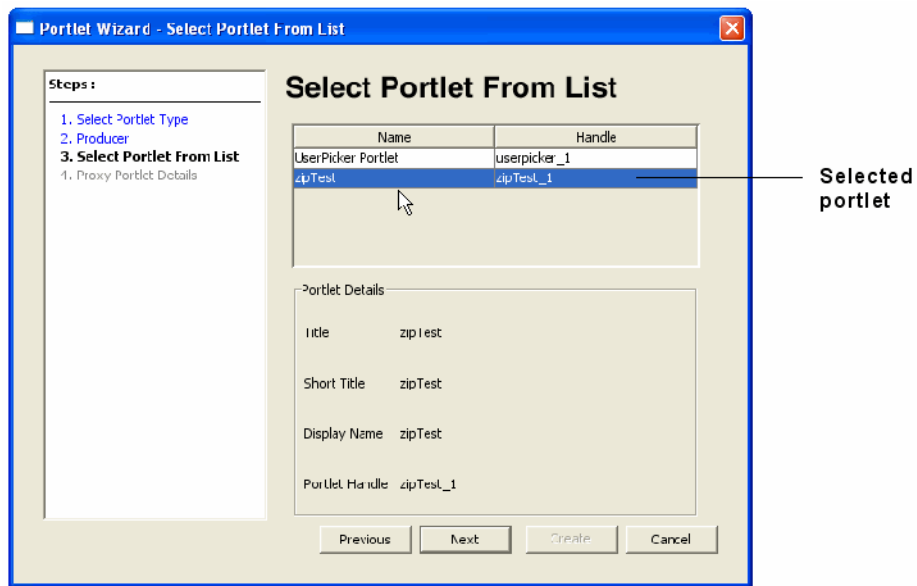 Portlet Wizard - Select Portlet From List
Steps:
1. Select Portlet Type
2. Producer
3. Select Portlet From List
4. Proxy Portlet Details
Select Portlet From List
Name Handle
UserPicker Portlet userpicker_1
zipTest zipTest_1
Selected
portlet
Portlet Details
Title zipTest
Short Title zipTest
Display Name zipTest
Portlet Handle zipTest_1
Previous Next Create Cancel